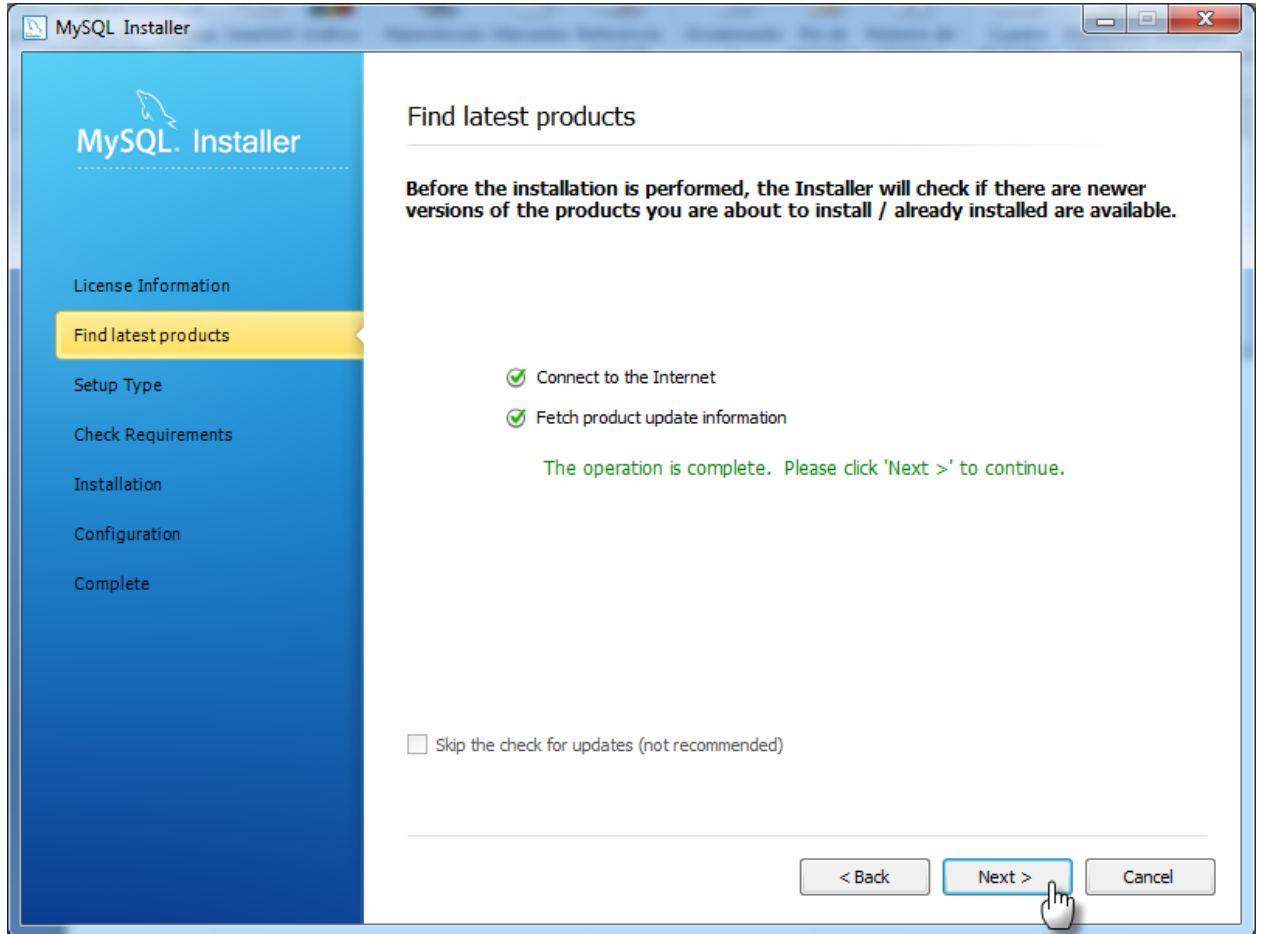 MySQL Installer
MySQL. Installer
Find latest products
Before the installation is performed, the Installer will check if there are newer
versions of the products you are about to install / already installed are available.
License Information
Find latest products
Setup Type
Check Requirements
Installation
Configuration
Complete
Connect to the Internet
Fetch product update information
The operation is complete. Please click 'Next >' to continue.
Skip the check for updates (not recommended)
< Back
Next >
Cancel